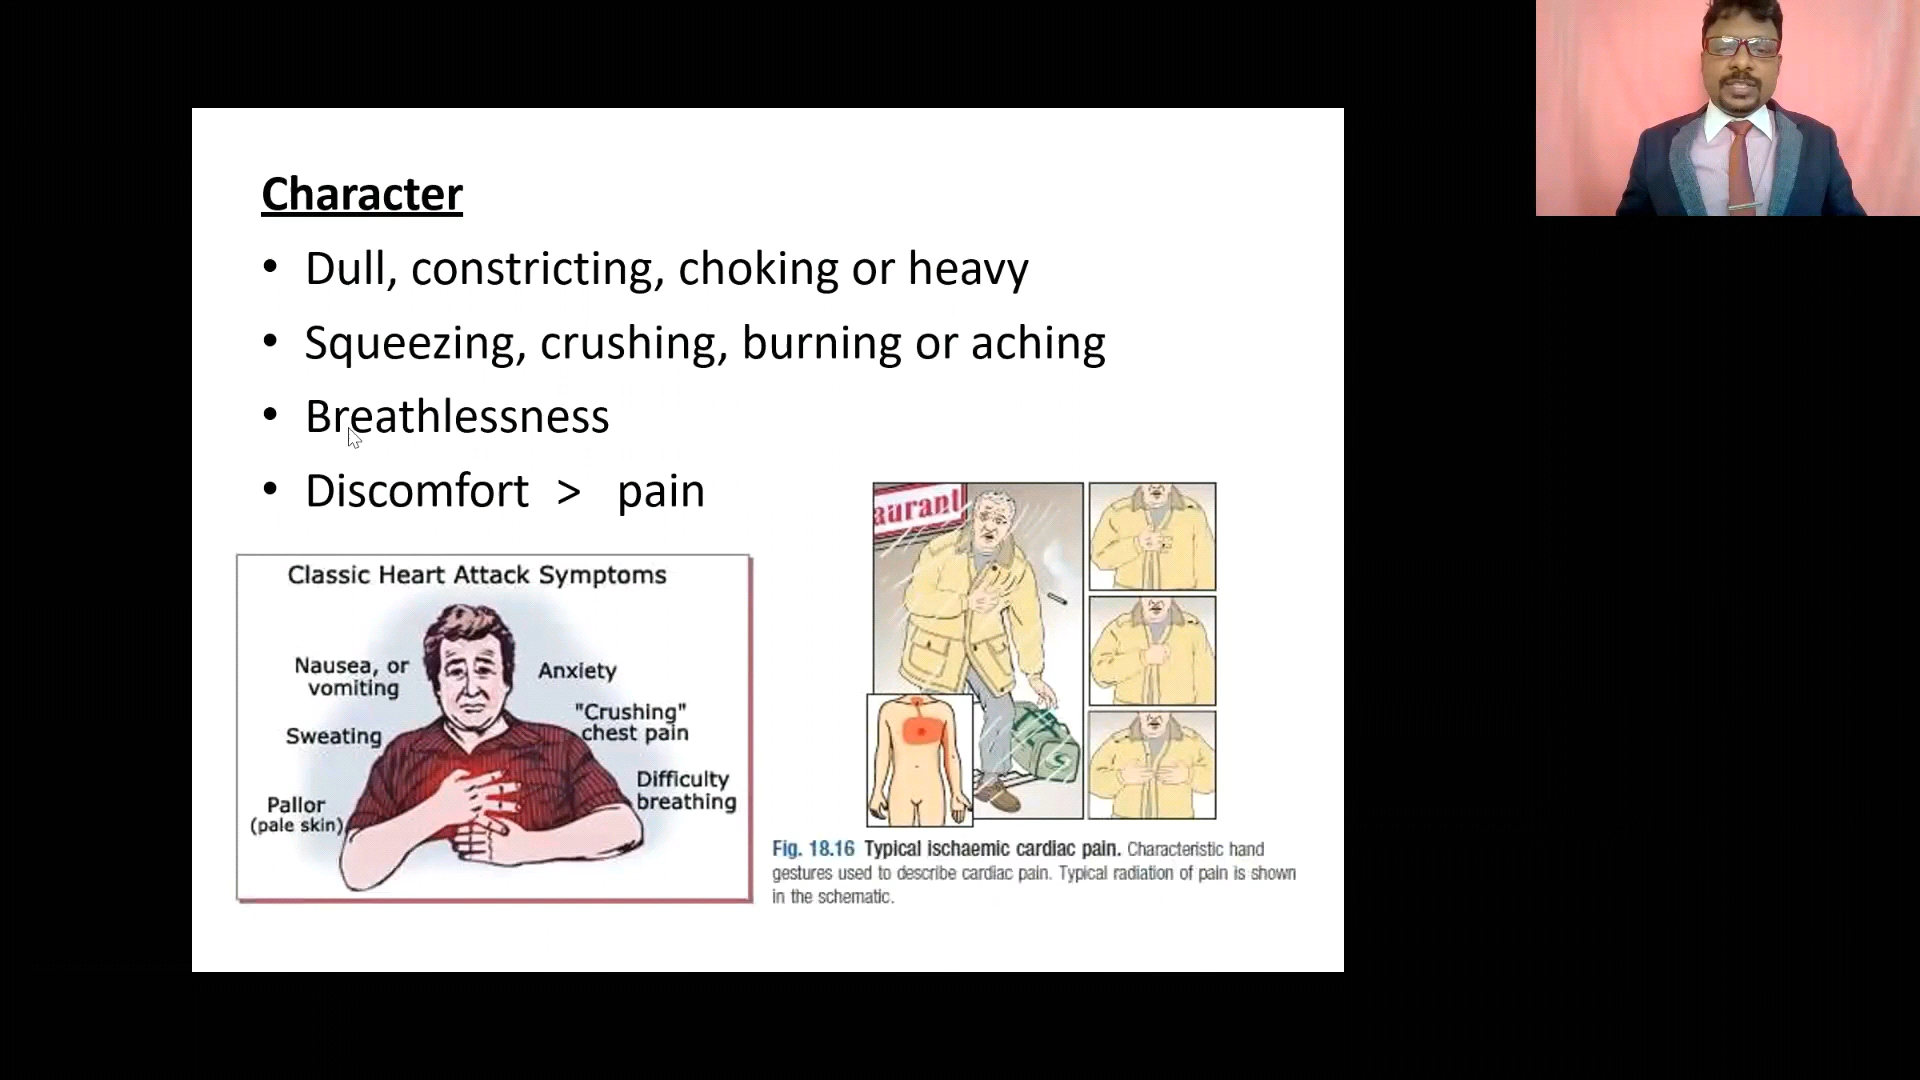 Character
• Dull, constricting, choking or heavy
• Squeezing, crushing, burning or aching
• Breathlessness
• Discomfort > pain
Classic Heart Attack Symptoms
Nausea, or
vomiting
Anxiety
"Crushing"
chest pain
Sweating
Difficulty
breathing
Pallor
(pale skin)
aurant
Fig. 18.16 Typical ischaemic cardiac pain. Characteristic hand
gestures used to describe cardiac pain. Typical radiation of pain is shown
in the schematic.